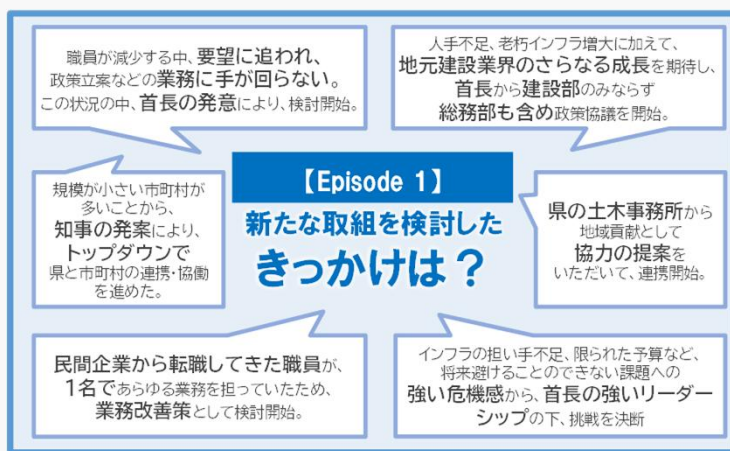 職員が減少する中、要望に追われ、
政策立案などの業務に手が回らない。
この状況の中、首長の発意により、検討開始。
人手不足、老朽インフラ増大に加えて、
地元建設業界のさらなる成長を期待し、
首長から建設部のみならず
総務部も含め政策協議を開始。
規模が小さい市町村が
多いことから、
知事の発案により、
トップダウンで
県と市町村の連携・協働
を進めた。
【Episode 1】
新たな取組を検討した
きっかけは？
県の土木事務所から
地域貢献として
協力の提案を
いただいて、連携開始。
民間企業から転職してきた職員が、
1名であらゆる業務を担っていたため、
業務改善策として検討開始。
インフラの担い手不足、限られた予算など、
将来避けることのできない課題への
強い危機感から、首長の強いリーダー
シップの下、挑戦を決断